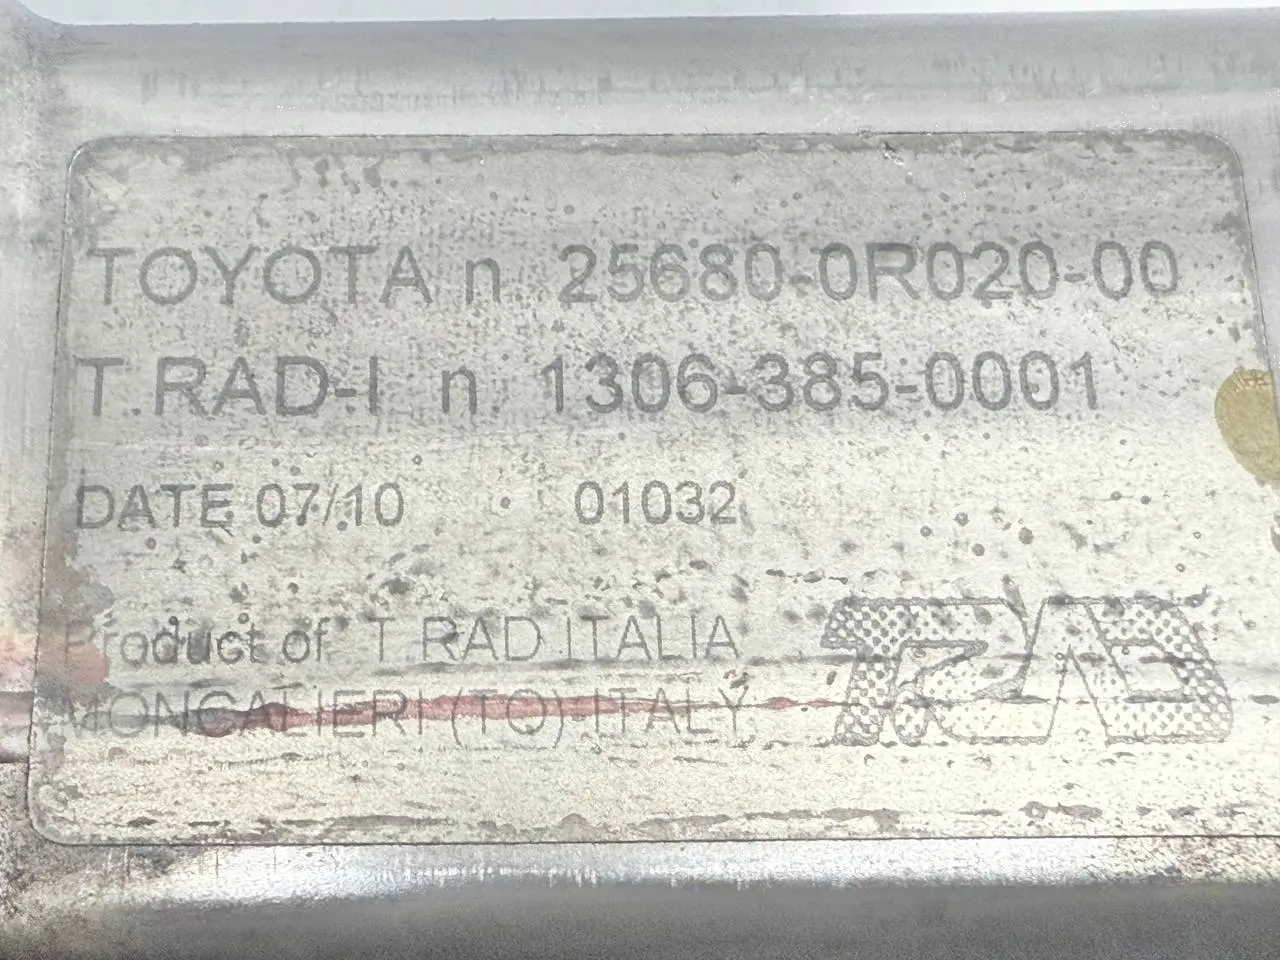 TOYOTA n 25680-0R020-00
T.RAD-I n. 1306-385-0001
DATE 07/10 01032
Product of T.RAD ITALIA
MONCALIERI (TO) ITALY
TRAD